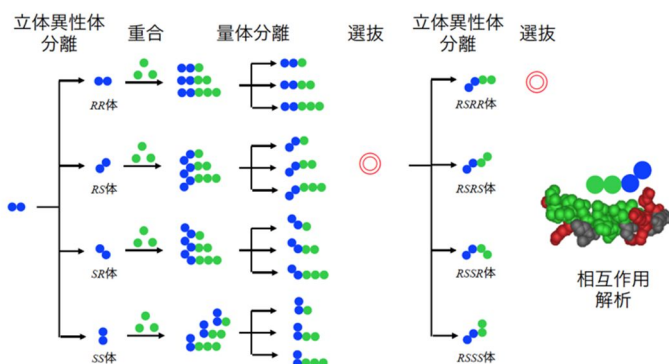 立体異性体
分離
重合
量体分離
選抜
立体異性体
分離
選抜
RR体
RS体
SR体
SS体
RSRR体
RSRS体
RSSR体
RSSS体
相互作用
解析